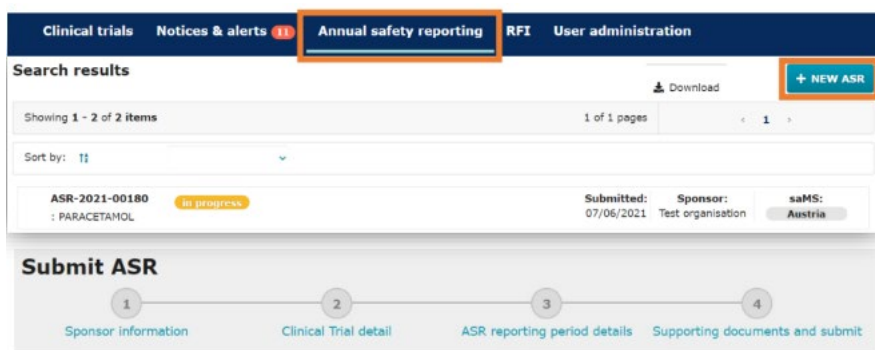 Clinical trials Notices & alerts 11 Annual safety reporting RFI User administration
Search results
Download + NEW ASR
Showing 1 - 2 of 2 items 1 of 1 pages ‹ 1 ›
Sort by:
ASR-2021-00180 in progress Submitted: Sponsor: saMS:
: PARACETAMOL 07/06/2021 Test organisation Austria
Submit ASR
1 2 3 4
Sponsor information Clinical Trial detail ASR reporting period details Supporting documents and submit